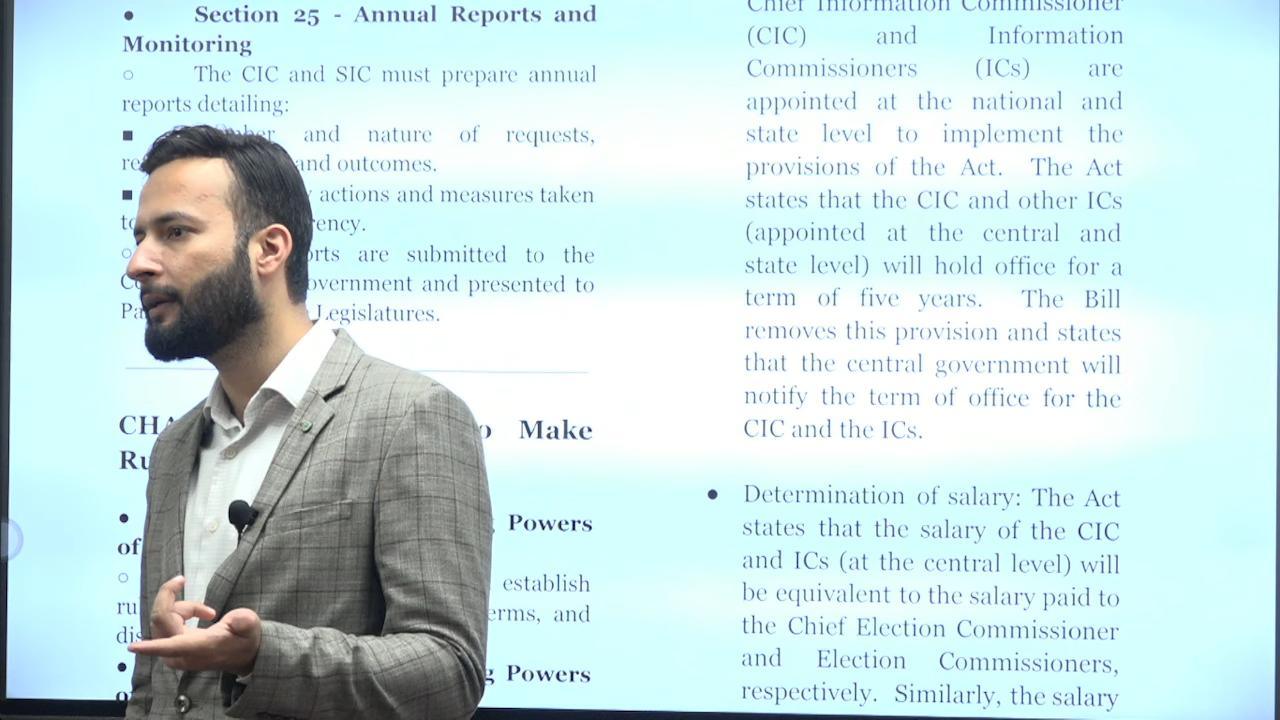 • Section 25 - Annual Reports and
Monitoring
○ The CIC and SIC must prepare annual
reports detailing:
■ and nature of requests,
and outcomes.
■ actions and measures taken
are submitted to the
and presented to
Legislatures.
Make
•
Powers
of
○ establish
and
•
Powers
Chief Information Commissioner
(CIC) and Information
Commissioners (ICs) are
appointed at the national and
state level to implement the
provisions of the Act. The Act
states that the CIC and other ICs
(appointed at the central and
state level) will hold office for a
term of five years. The Bill
removes this provision and states
that the central government will
notify the term of office for the
CIC and the ICs.
• Determination of salary: The Act
states that the salary of the CIC
and ICs (at the central level) will
be equivalent to the salary paid to
the Chief Election Commissioner
and Election Commissioners,
respectively. Similarly, the salary